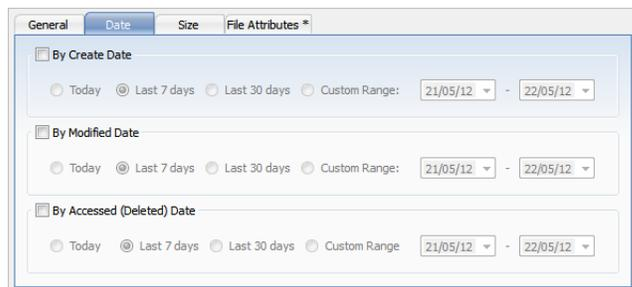 General Date Size File Attributes *
By Create Date
Today Last 7 days Last 30 days Custom Range: 21/05/12 - 22/05/12
By Modified Date
Today Last 7 days Last 30 days Custom Range: 21/05/12 - 22/05/12
By Accessed (Deleted) Date
Today Last 7 days Last 30 days Custom Range 21/05/12 - 22/05/12